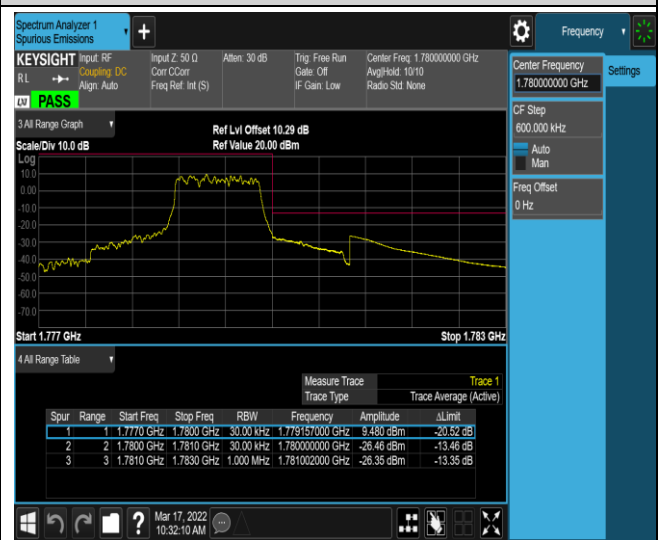 Spectrum Analyzer 1
Spurious Emissions
Frequency
KEYSIGHT Input: RF Input Z: 50 Ω Atten: 30 dB Trig: Free Run Center Freq: 1.780000000 GHz
RL Coupling: DC Corr CCorr Gate: Off Avg|Hold: 10/10
Align: Auto Freq Ref: Int (S) IF Gain: Low Radio Std: None
PASS
Center Frequency
1.780000000 GHz
Settings
CF Step
600.000 kHz
Auto
Man
Freq Offset
0 Hz
3 All Range Graph
Ref Lvl Offset 10.29 dB
Scale/Div 10.0 dB Ref Value 20.00 dBm
Log
10.0
0.00
-10.0
-20.0
-30.0
-40.0
-50.0
-60.0
-70.0
Start 1.777 GHz Stop 1.783 GHz
4 All Range Table
Measure Trace Trace 1
Trace Type Trace Average (Active)
Spur Range Start Freq Stop Freq RBW Frequency Amplitude ΔLimit
1 1 1.7770 GHz 1.7800 GHz 30.00 kHz 1.779157000 GHz 9.480 dBm -20.52 dB
2 2 1.7800 GHz 1.7810 GHz 30.00 kHz 1.780000000 GHz -26.46 dBm -13.46 dB
3 3 1.7810 GHz 1.7830 GHz 1.000 MHz 1.781002000 GHz -26.35 dBm -13.35 dB
Mar 17, 2022
10:32:10 AM